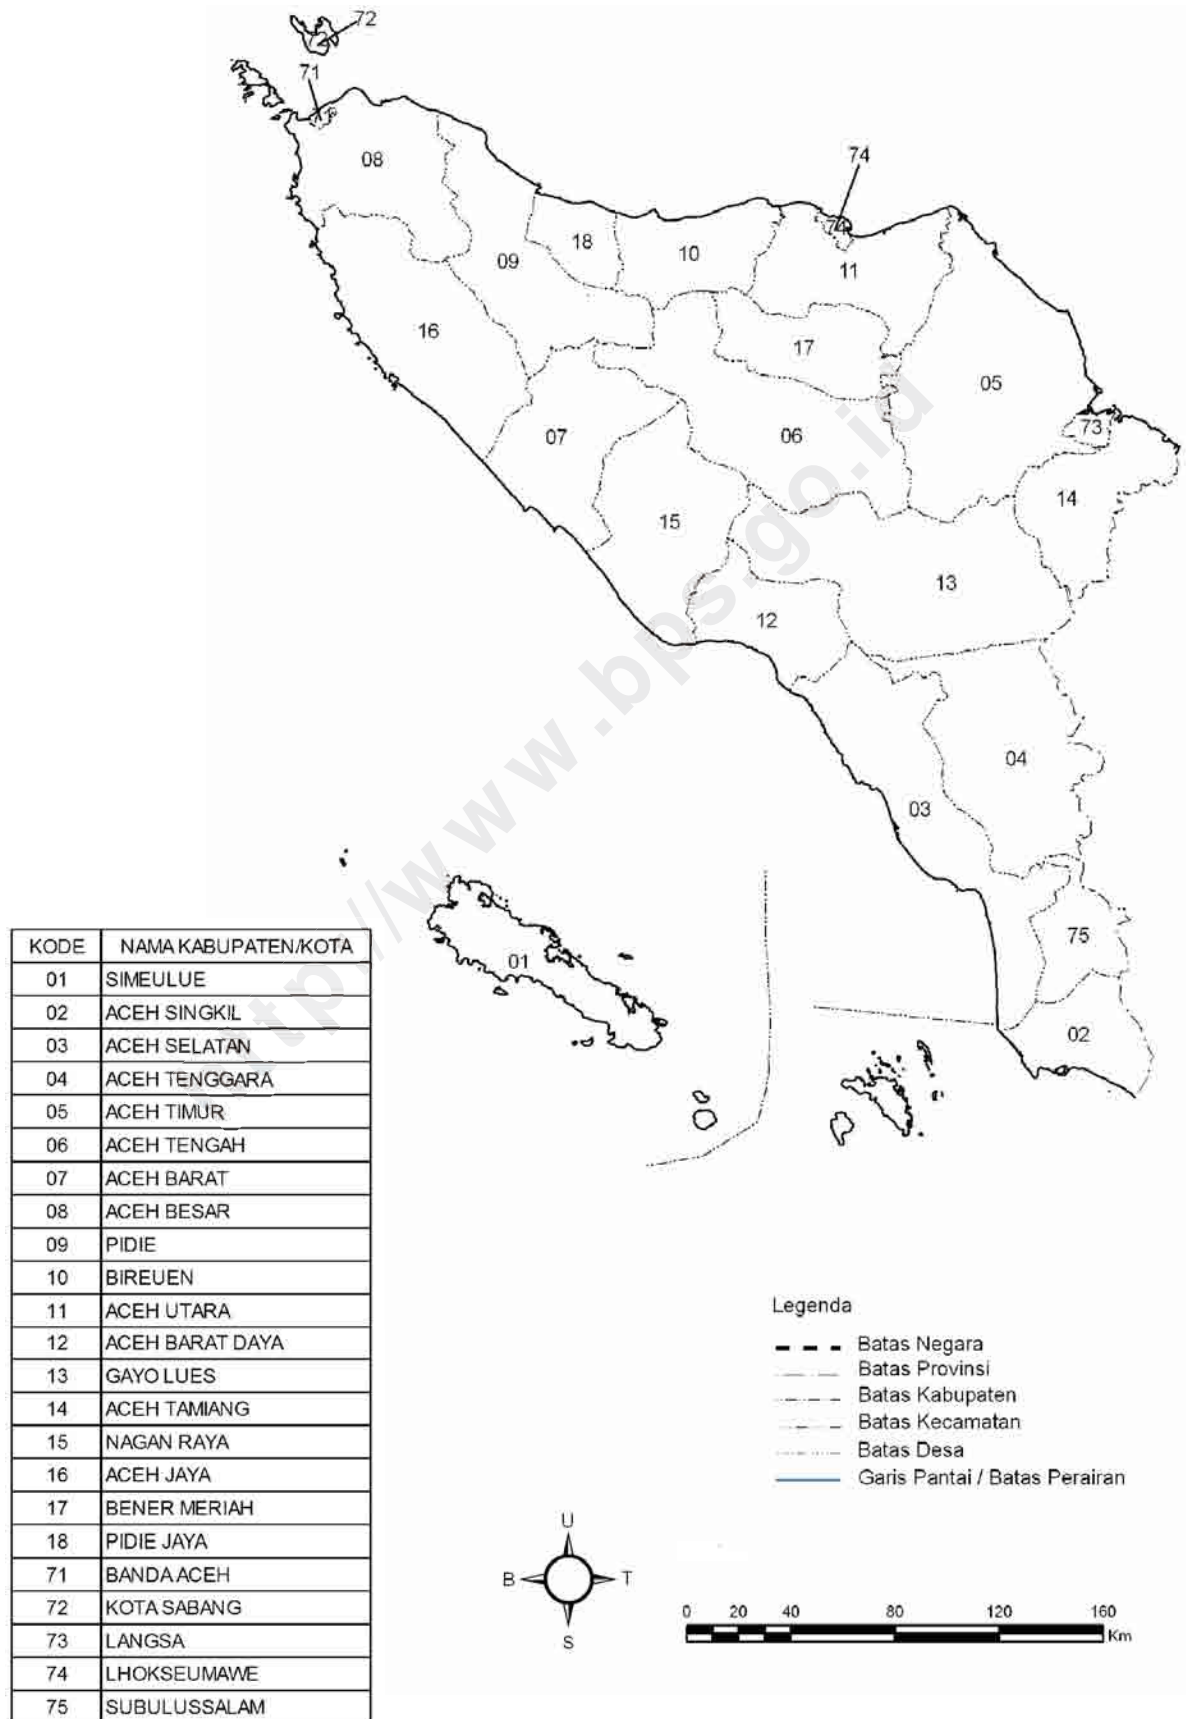 72
71
08
74
74
18
10
09
11
16
17
05
73
07
06
14
15
13
12
04
03
75
01
02
http://www.bps.go.id
KODE NAMA KABUPATEN/KOTA
01 SIMEULUE
02 ACEH SINGKIL
03 ACEH SELATAN
04 ACEH TENGGARA
05 ACEH TIMUR
06 ACEH TENGAH
07 ACEH BARAT
08 ACEH BESAR
09 PIDIE
10 BIREUEN
11 ACEH UTARA
12 ACEH BARAT DAYA
13 GAYO LUES
14 ACEH TAMIANG
15 NAGAN RAYA
16 ACEH JAYA
17 BENER MERIAH
18 PIDIE JAYA
71 BANDA ACEH
72 KOTA SABANG
73 LANGSA
74 LHOKSEUMAWE
75 SUBULUSSALAM
Legenda
Batas Negara
Batas Provinsi
Batas Kabupaten
Batas Kecamatan
Batas Desa
Garis Pantai / Batas Perairan
U
B T
S
0 20 40 80 120 160
Km